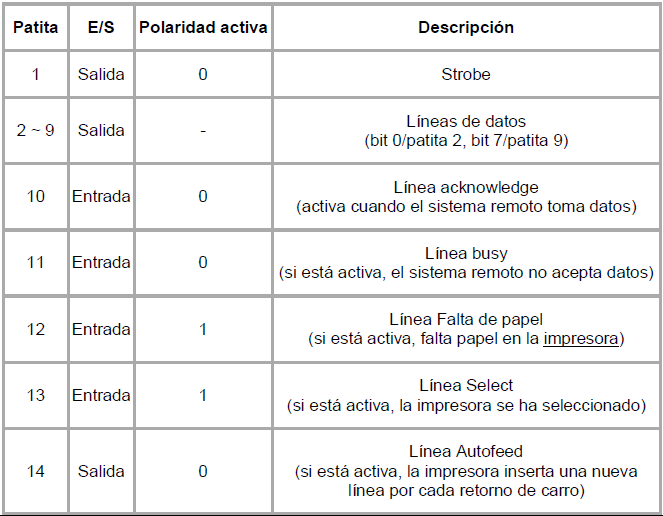 Patita E/S Polaridad activa Descripción
1 Salida 0 Strobe
2 ~ 9 Salida - Líneas de datos
(bit 0/patita 2, bit 7/patita 9)
10 Entrada 0 Línea acknowledge
(activa cuando el sistema remoto toma datos)
11 Entrada 0 Línea busy
(si está activa, el sistema remoto no acepta datos)
12 Entrada 1 Línea Falta de papel
(si está activa, falta papel en la impresora)
13 Entrada 1 Línea Select
(si está activa, la impresora se ha seleccionado)
14 Salida 0 Línea Autofeed
(si está activa, la impresora inserta una nueva
línea por cada retorno de carro)